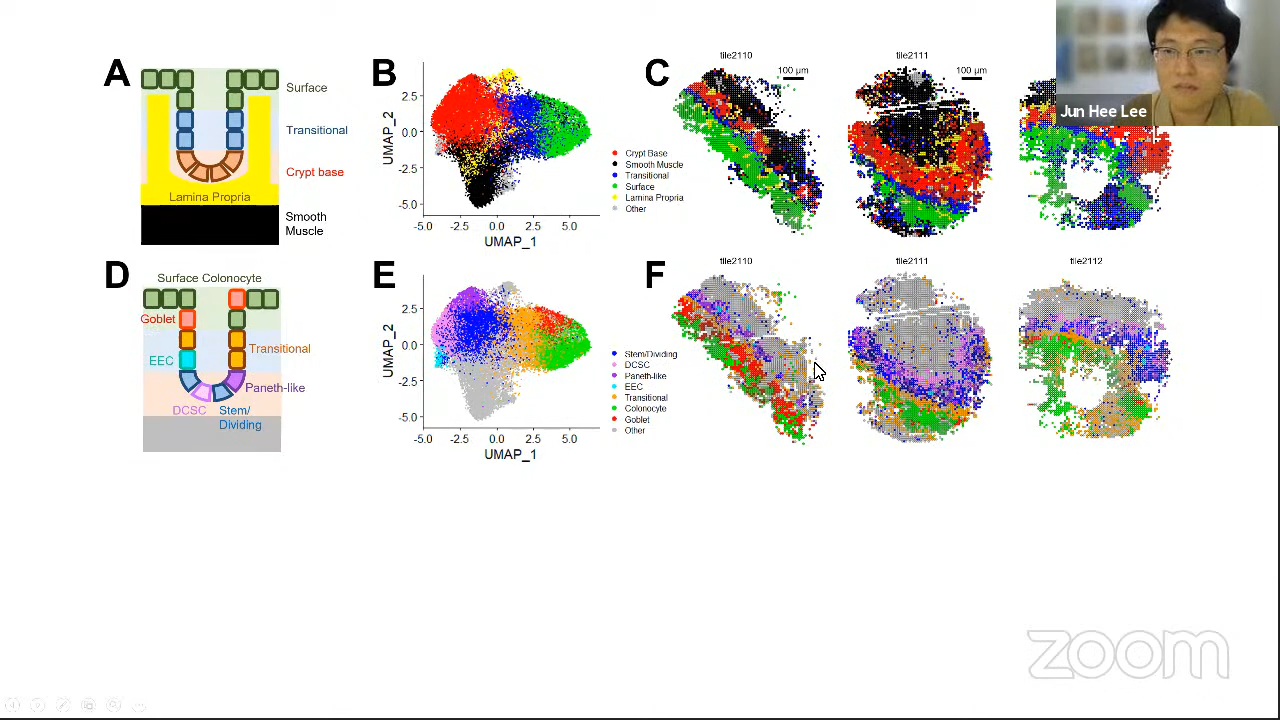 A
Surface
Transitional
Crypt base
Lamina Propria
Smooth
Muscle
B
UMAP_2
2.5
0.0
-2.5
-5.0
-5.0
-2.5
0.0
2.5
5.0
UMAP_1
Crypt Base
Smooth Muscle
Transitional
Surface
Lamina Propria
Other
C
tile2110
100 µm
tile2111
100 µm
Jun Hee Lee
D
Surface Colonocyte
Goblet
EEC
Transitional
Paneth-like
DCSC
Stem/
Dividing
E
UMAP_2
2.5
0.0
-2.5
-5.0
-5.0
-2.5
0.0
2.5
5.0
UMAP_1
Stem/Dividing
DCSC
Paneth-like
EEC
Transitional
Colonocyte
Goblet
Other
F
tile2110
tile2111
tile2112
zoom